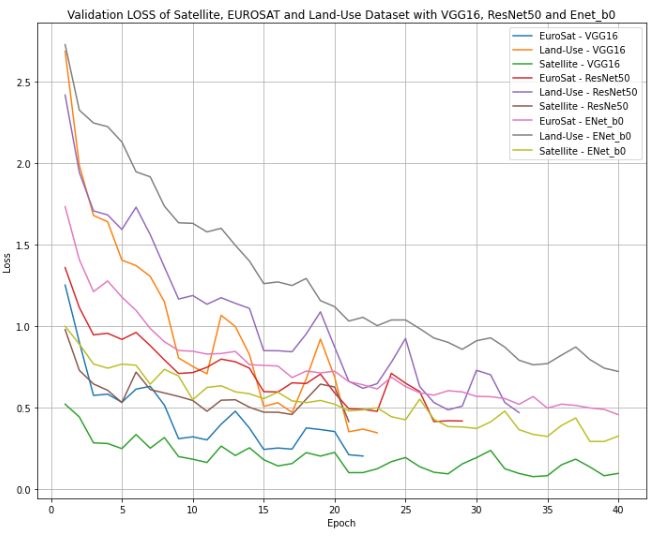 Validation LOSS of Satellite, EUROSAT and Land-Use Dataset with VGG16, ResNet50 and Enet_b0
EuroSat - VGG16
Land-Use - VGG16
Satellite - VGG16
EuroSat - ResNet50
Land-Use - ResNet50
Satellite - ResNe50
EuroSat - ENet_b0
Land-Use - ENet_b0
Satellite - ENet_b0
Loss
2.5
2.0
1.5
1.0
0.5
0.0
0 5 10 15 20 25 30 35 40
Epoch